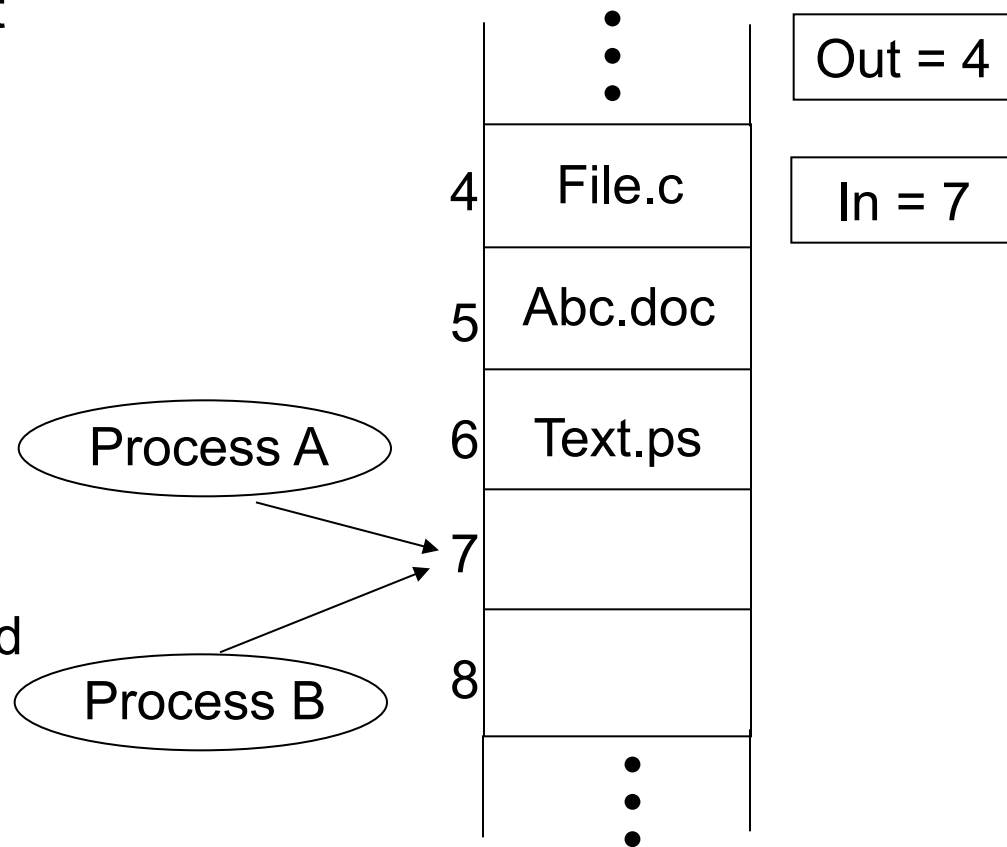 t
Out = 4
4 File.c
In = 7
5 Abc.doc
6 Text.ps
Process A
7
d
8
Process B